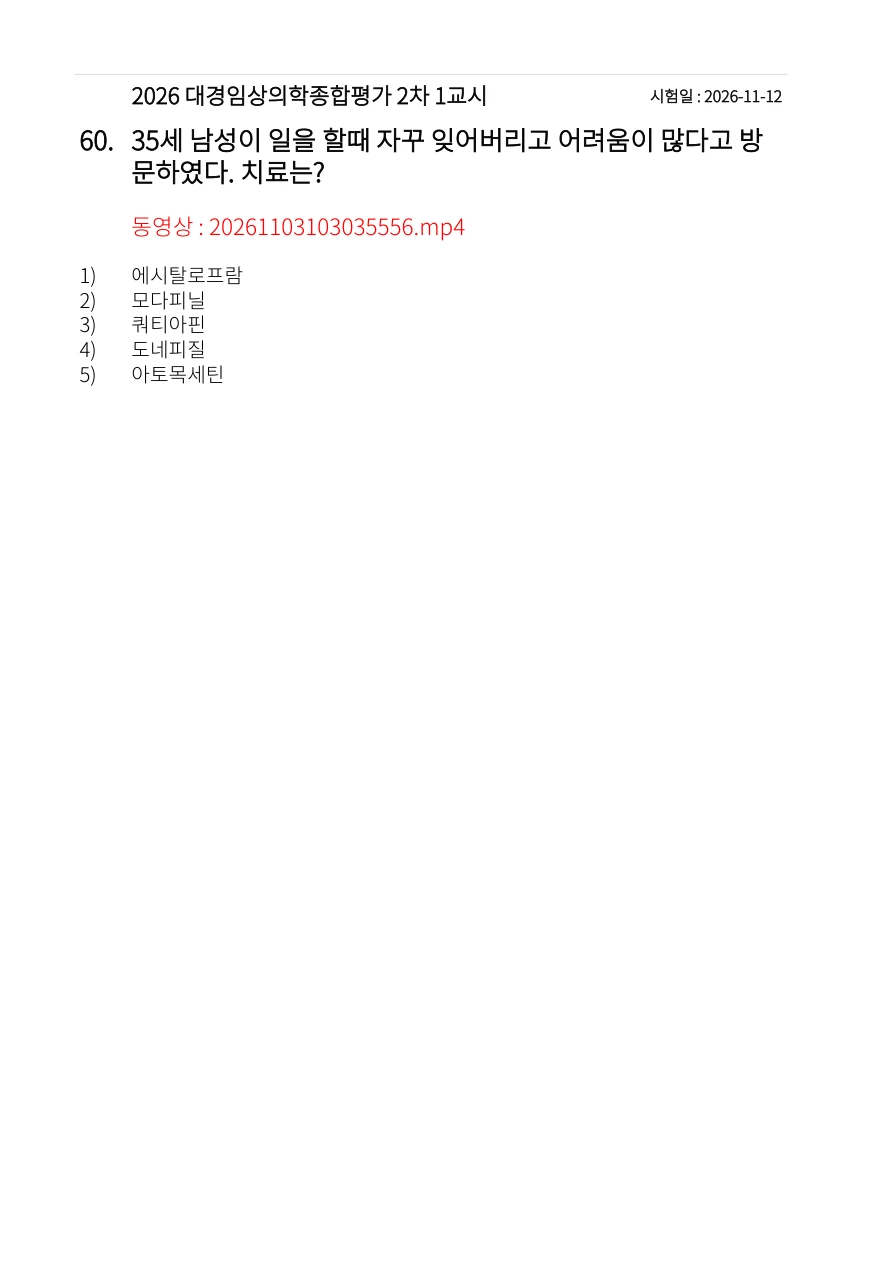 2026 대경임상의학종합평가 2차 1교시 시험일 : 2026-11-12
60. 35세 남성이 일을 할때 자꾸 잊어버리고 어려움이 많다고 방
문하였다. 치료는?
동영상 : 20261103103035556.mp4
1) 에시탈로프람
2) 모다피닐
3) 쿼티아핀
4) 도네피질
5) 아토목세틴